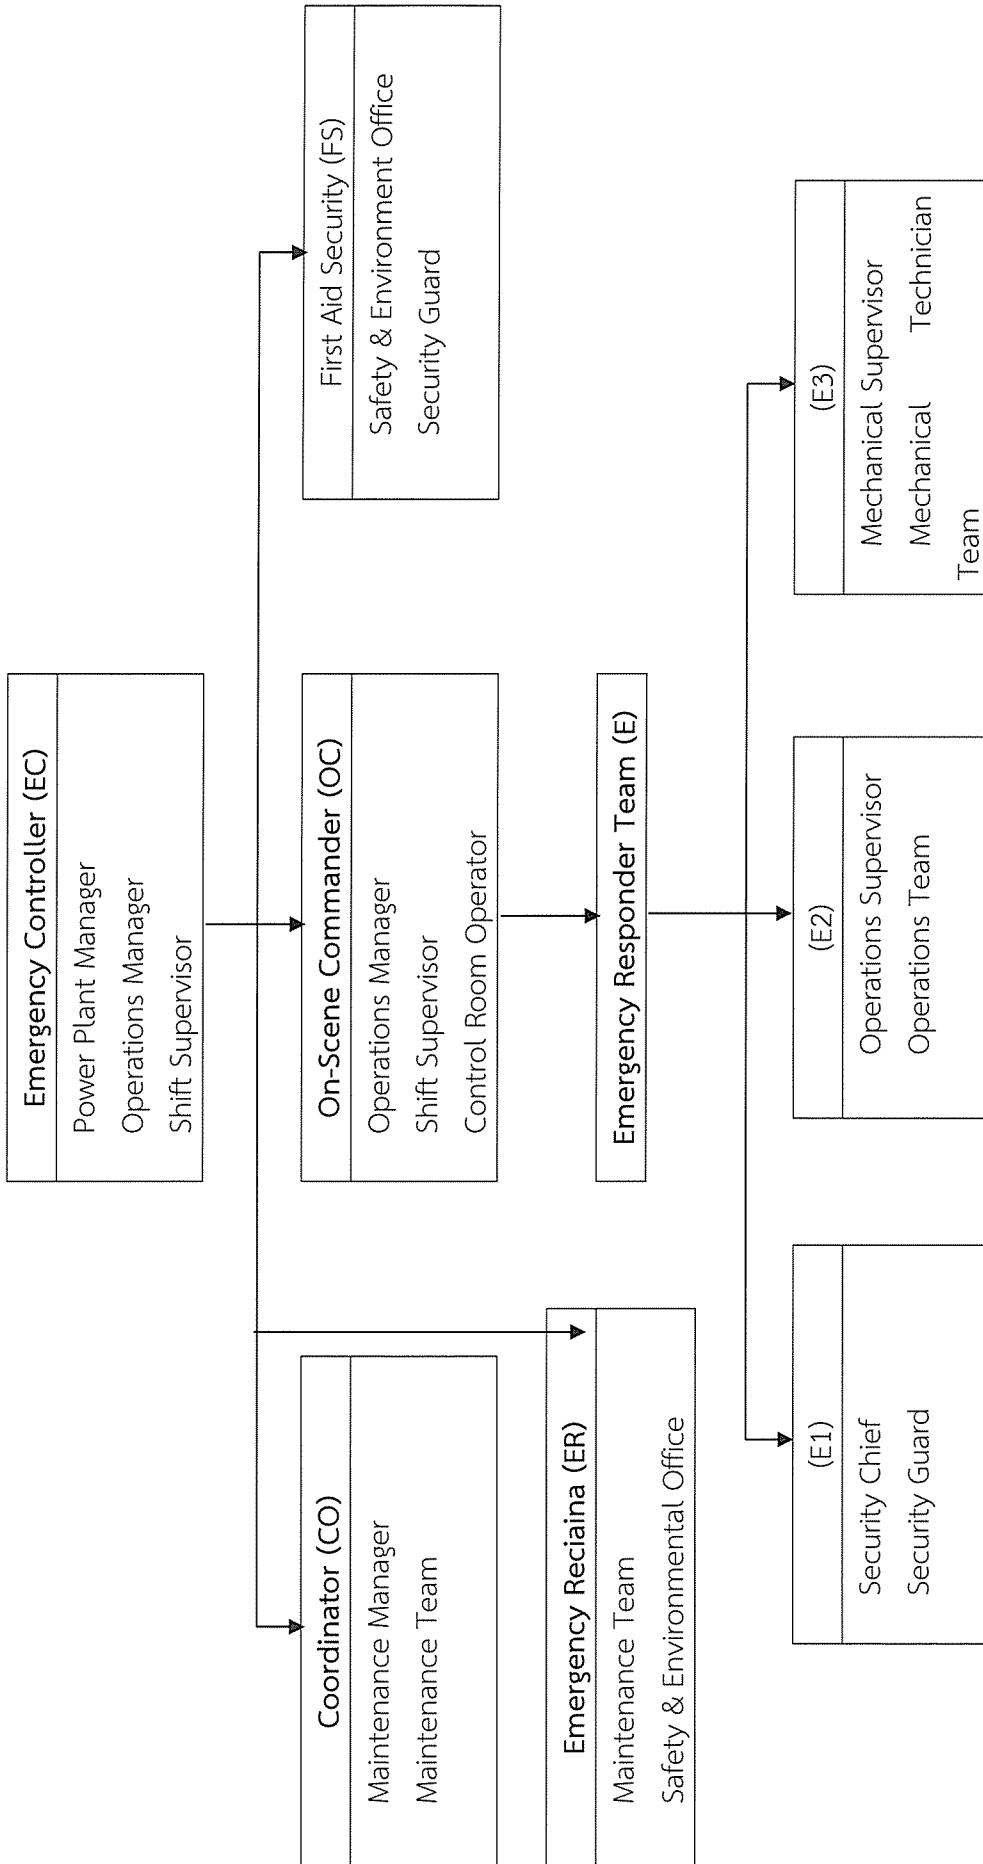 Emergency Controller (EC)
Power Plant Manager
Operations Manager
Shift Supervisor
Coordinator (CO)
Maintenance Manager
Maintenance Team
On-Scene Commander (OC)
Operations Manager
Shift Supervisor
Control Room Operator
First Aid Security (FS)
Safety & Environment Office
Security Guard
Emergency Reciaina (ER)
Maintenance Team
Safety & Environmental Office
Emergency Responder Team (E)
(E1)
Security Chief
Security Guard
(E2)
Operations Supervisor
Operations Team
(E3)
Mechanical Supervisor
Mechanical Technician
Team